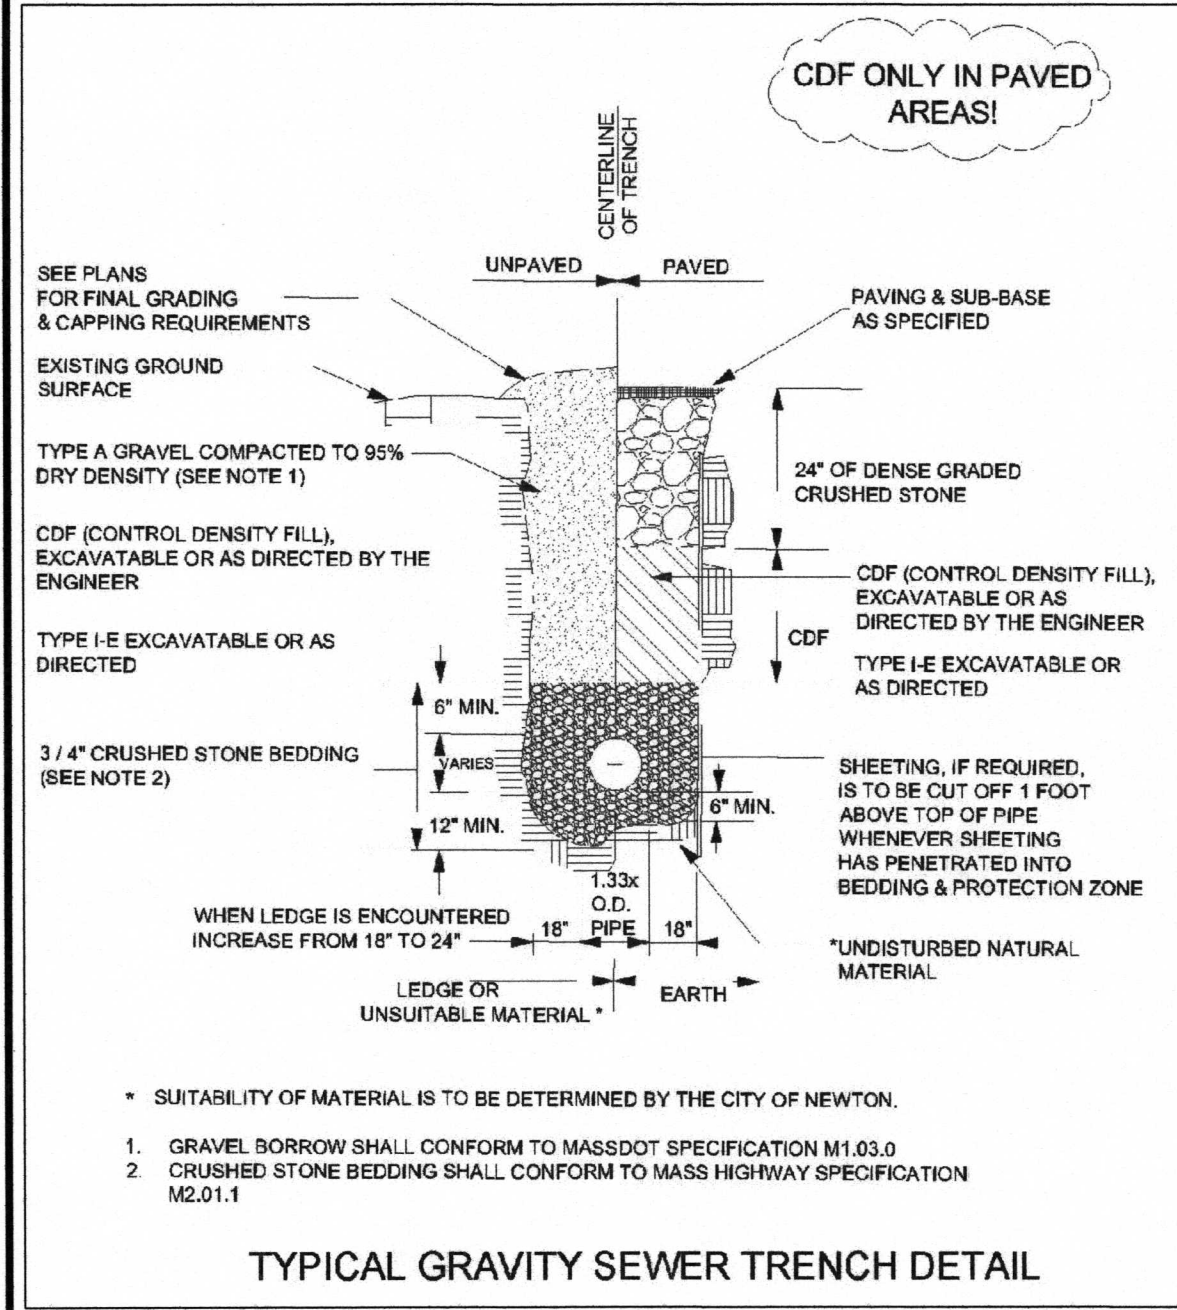 CDF ONLY IN PAVED
AREAS!
CENTERLINE
OF TRENCH
UNPAVED
PAVED
SEE PLANS
FOR FINAL GRADING
& CAPPING REQUIREMENTS
PAVING & SUB-BASE
AS SPECIFIED
EXISTING GROUND
SURFACE
TYPE A GRAVEL COMPACTED TO 95%
DRY DENSITY (SEE NOTE 1)
24" OF DENSE GRADED
CRUSHED STONE
CDF (CONTROL DENSITY FILL),
EXCAVATABLE OR AS DIRECTED BY THE
ENGINEER
CDF (CONTROL DENSITY FILL),
EXCAVATABLE OR AS
DIRECTED BY THE ENGINEER
CDF
TYPE I-E EXCAVATABLE OR AS
DIRECTED
TYPE I-E EXCAVATABLE OR
AS DIRECTED
6" MIN.
3 / 4" CRUSHED STONE BEDDING
(SEE NOTE 2)
VARIES
12" MIN.
6" MIN.
SHEETING, IF REQUIRED,
IS TO BE CUT OFF 1 FOOT
ABOVE TOP OF PIPE
WHENEVER SHEETING
HAS PENETRATED INTO
BEDDING & PROTECTION ZONE
1.33x
O.D.
PIPE
WHEN LEDGE IS ENCOUNTERED
INCREASE FROM 18" TO 24"
18"
18"
*UNDISTURBED NATURAL
MATERIAL
LEDGE OR
UNSUITABLE MATERIAL *
EARTH
* SUITABILITY OF MATERIAL IS TO BE DETERMINED BY THE CITY OF NEWTON.
1. GRAVEL BORROW SHALL CONFORM TO MASSDOT SPECIFICATION M1.03.0
2. CRUSHED STONE BEDDING SHALL CONFORM TO MASS HIGHWAY SPECIFICATION
M2.01.1
TYPICAL GRAVITY SEWER TRENCH DETAIL